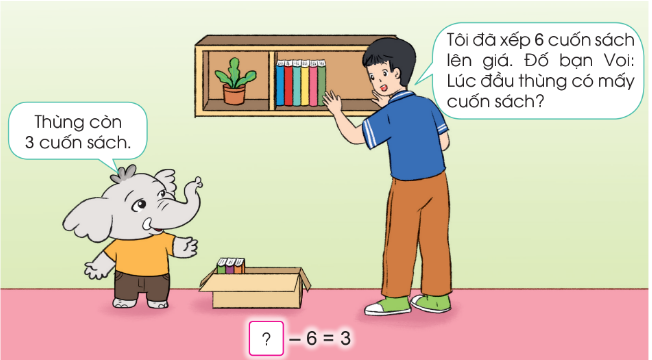 Tôi đã xếp 6 cuốn sách
lên giá. Đố bạn Voi:
Lúc đầu thùng có mấy
cuốn sách?
Thùng còn
3 cuốn sách.
? – 6 = 3